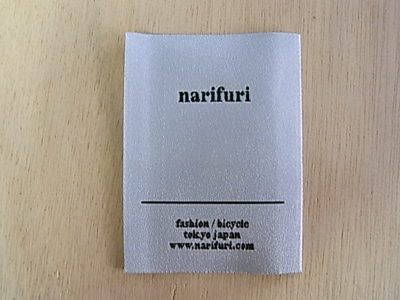 narifuri
fashion / bicycle
tokyo japan
www.narifuri.com